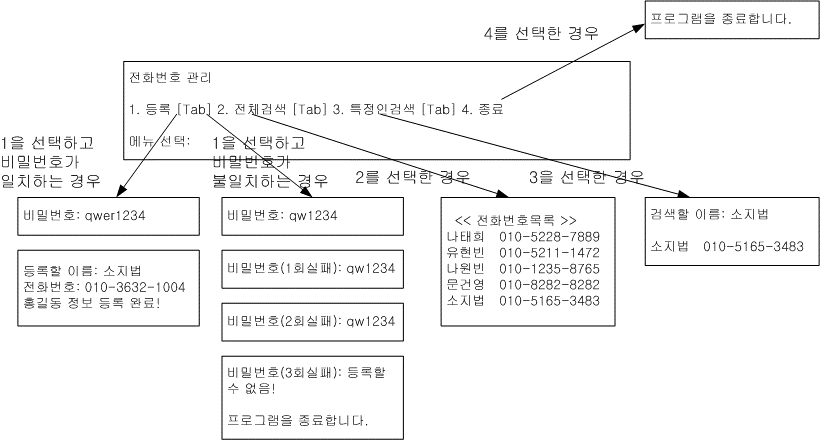 프로그램을 종료합니다.
4를 선택한 경우
전화번호 관리
1. 등록 [Tab] 2. 전체검색 [Tab] 3. 특정인검색 [Tab] 4. 종료
메뉴 선택:
1을 선택하고
비밀번호가
일치하는 경우
1을 선택하고
비밀번호가
불일치하는 경우
2를 선택한 경우
3을 선택한 경우
비밀번호: qwer1234
등록할 이름: 소지법
전화번호: 010-3632-1004
홍길동 정보 등록 완료!
비밀번호: qw1234
비밀번호(1회실패): qw1234
비밀번호(2회실패): qw1234
비밀번호(3회실패): 등록할
수 없음!
프로그램을 종료합니다.
<< 전화번호목록 >>
나태희 010-5228-7889
유현빈 010-5211-1472
나원빈 010-1235-8765
문건영 010-8282-8282
소지법 010-5165-3483
검색할 이름: 소지법
소지법 010-5165-3483